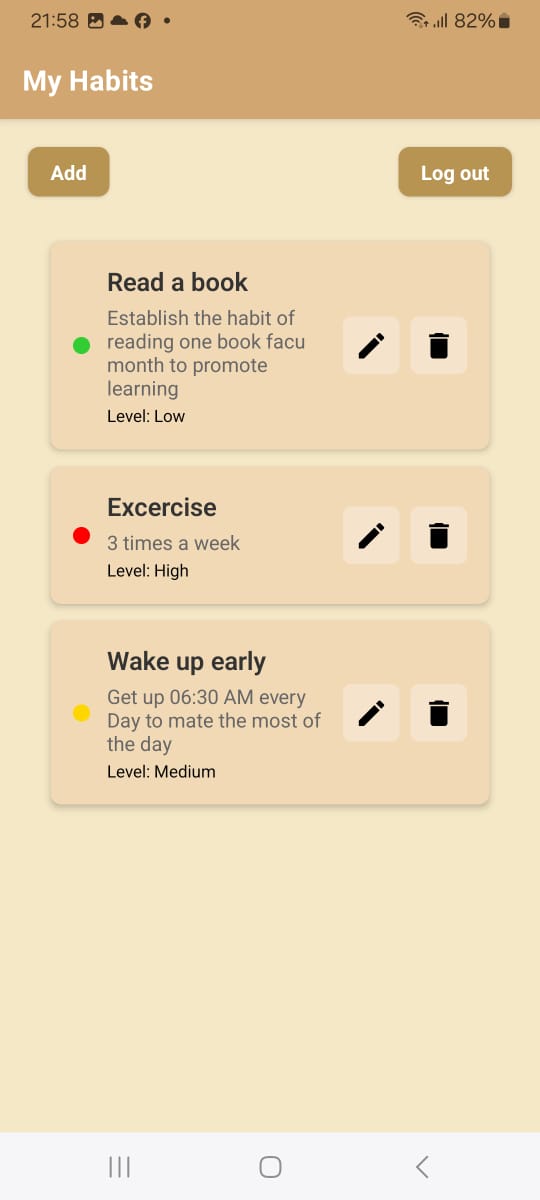 21:58
82%
My Habits
Add
Log out
Read a book
Establish the habit of
reading one book facu
month to promote
learning
Level: Low
Excercise
3 times a week
Level: High
Wake up early
Get up 06:30 AM every
Day to mate the most of
the day
Level: Medium